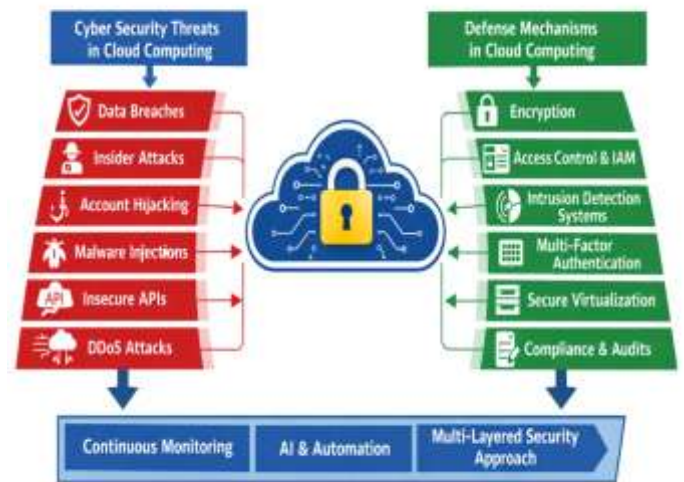 Cyber Security Threats
in Cloud Computing
Defense Mechanisms
in Cloud Computing
Data Breaches
Insider Attacks
Account Hijacking
Malware Injections
API
Insecure APIs
DDoS Attacks
Encryption
Access Control & IAM
Intrusion Detection
Systems
Multi-Factor
Authentication
Secure Virtualization
Compliance & Audits
Continuous Monitoring
AI & Automation
Multi-Layered Security
Approach